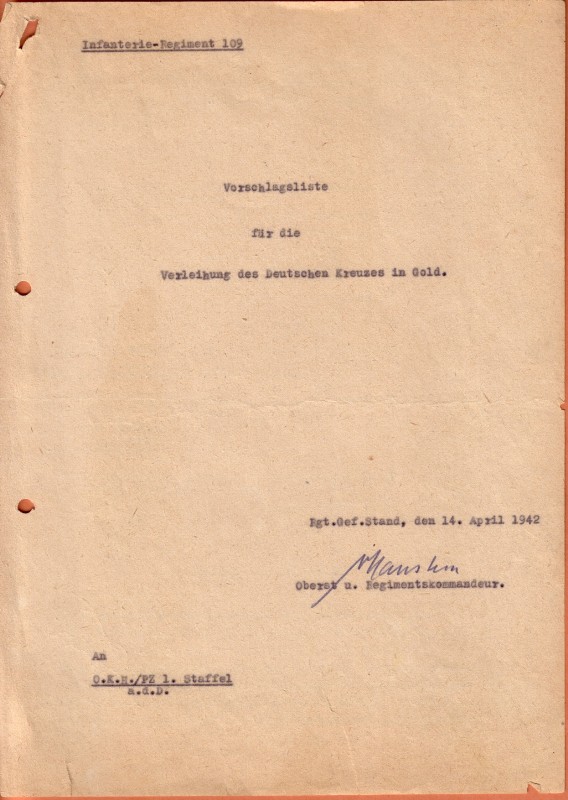 Infanterie-Regiment 109
Vorschlagsliste
für die
Verleihung des Deutschen Kreuzes in Gold.
Rgt.Gef.Stand, den 14. April 1942
Oberst u. Regimentskommandeur.
An
O.K.H./PZ 1. Staffel
a.d.D.